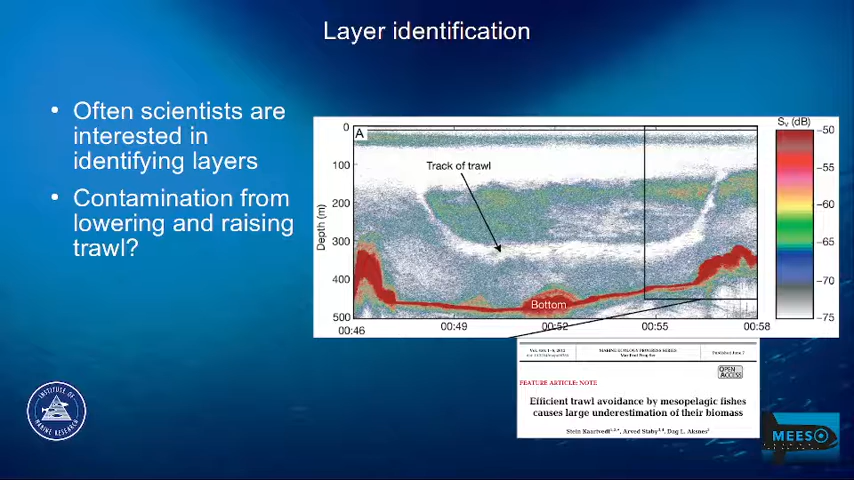 Layer identification
• Often scientists are
interested in
identifying layers
• Contamination from
lowering and raising
trawl?
A
Sv (dB)
Track of trawl
Bottom
Depth (m)
0
100
200
300
400
500
00:46
00:49
00:52
00:55
00:58
–50
–55
–60
–65
–70
–75
MARINE ECOLOGY PROGRESS SERIES
Published June 7
OPEN
ACCESS
FEATURE ARTICLE: NOTE
Efficient trawl avoidance by mesopelagic fishes
causes large underestimation of their biomass
Stein Kaartvedt, Arved Staby, Dag L. Aksnes
INSTITUTE OF
MARINE RESEARCH
MEESO